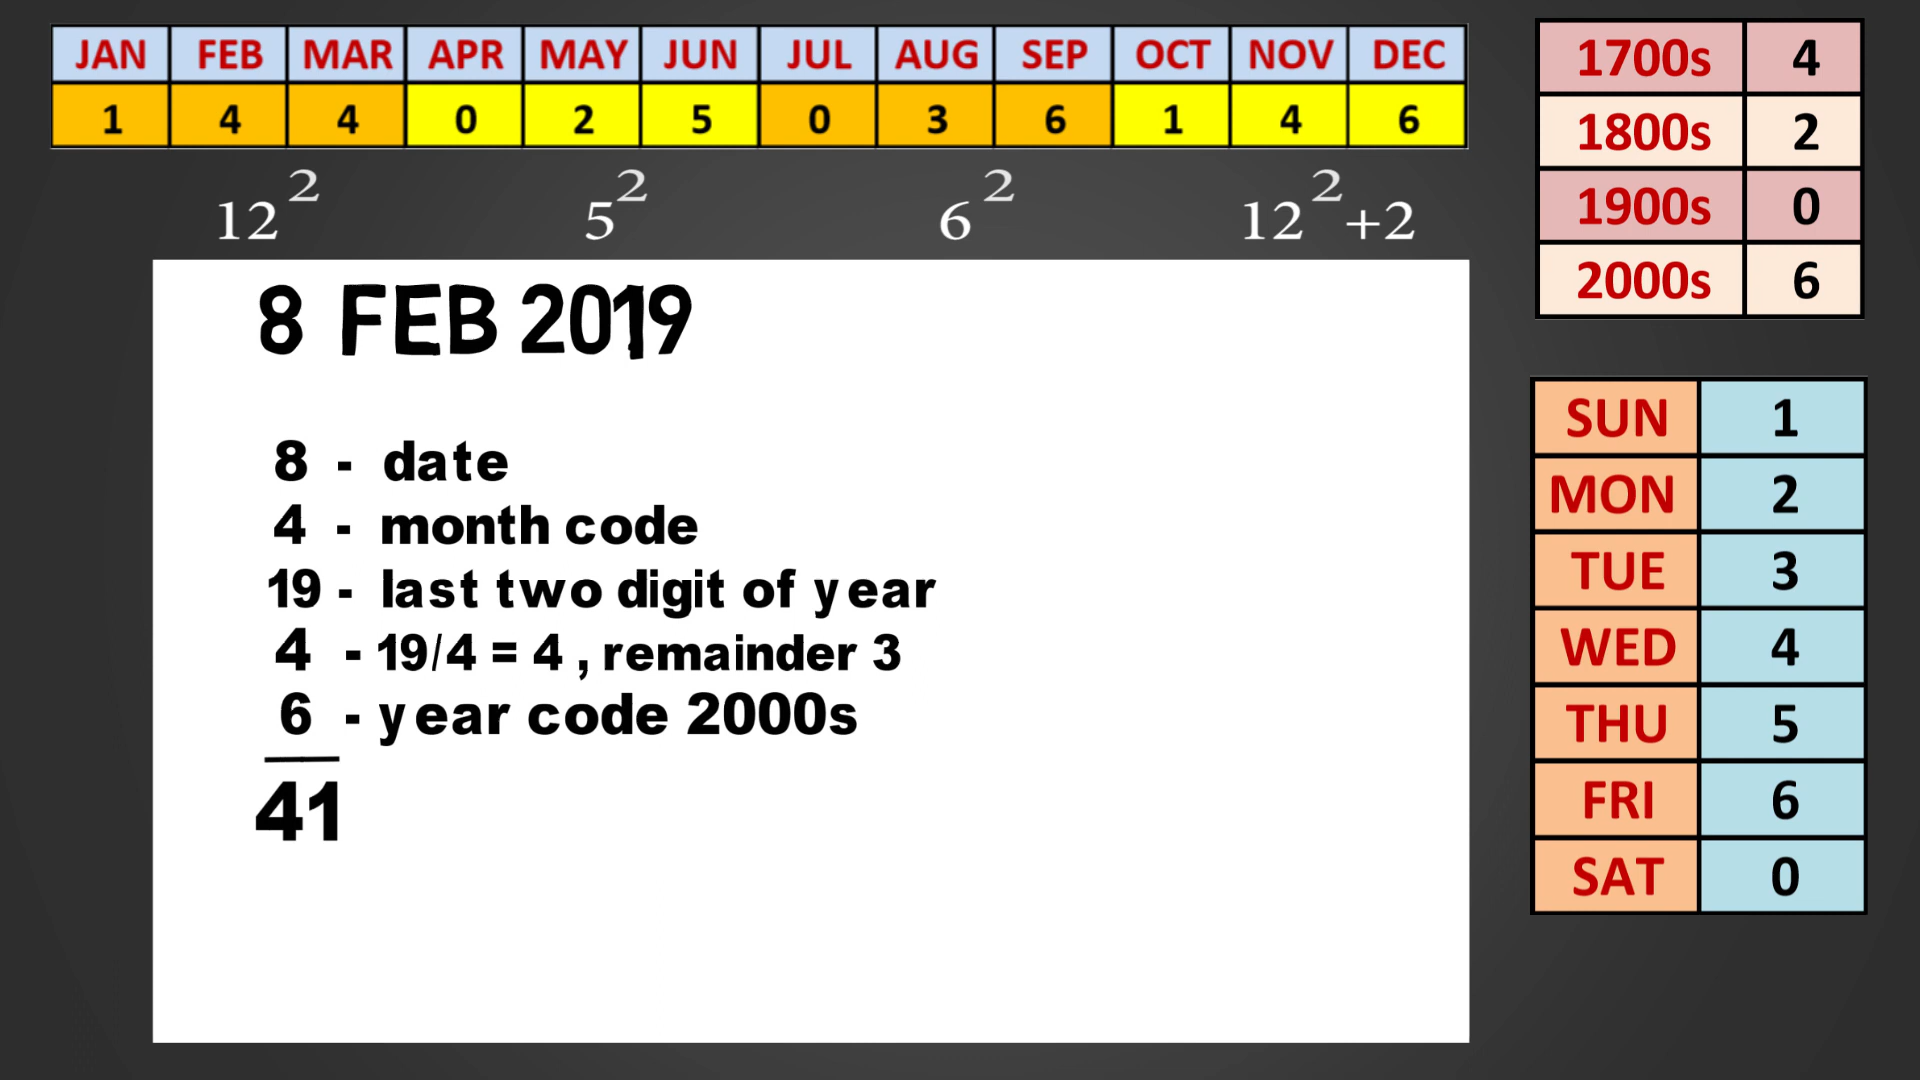 JAN FEB MAR APR MAY JUN JUL AUG SEP OCT NOV DEC
1 4 4 0 2 5 0 3 6 1 4 6
12² 5² 6² 12²+2
8 FEB 2019
8 - date
4 - month code
19 - last two digit of year
4 - 19/4 = 4 , remainder 3
6 - year code 2000s
41
1700s 4
1800s 2
1900s 0
2000s 6
SUN 1
MON 2
TUE 3
WED 4
THU 5
FRI 6
SAT 0